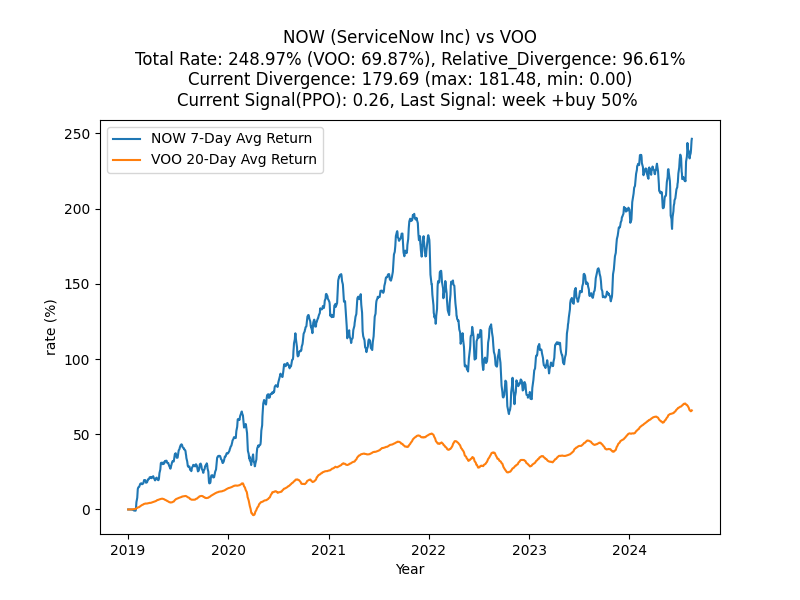 NOW (ServiceNow Inc) vs VOO
Total Rate: 248.97% (VOO: 69.87%), Relative_Divergence: 96.61%
Current Divergence: 179.69 (max: 181.48, min: 0.00)
Current Signal(PPO): 0.26, Last Signal: week +buy 50%
NOW 7-Day Avg Return
VOO 20-Day Avg Return
rate (%)
250
200
150
100
50
0
2019
2020
2021
2022
2023
2024
Year